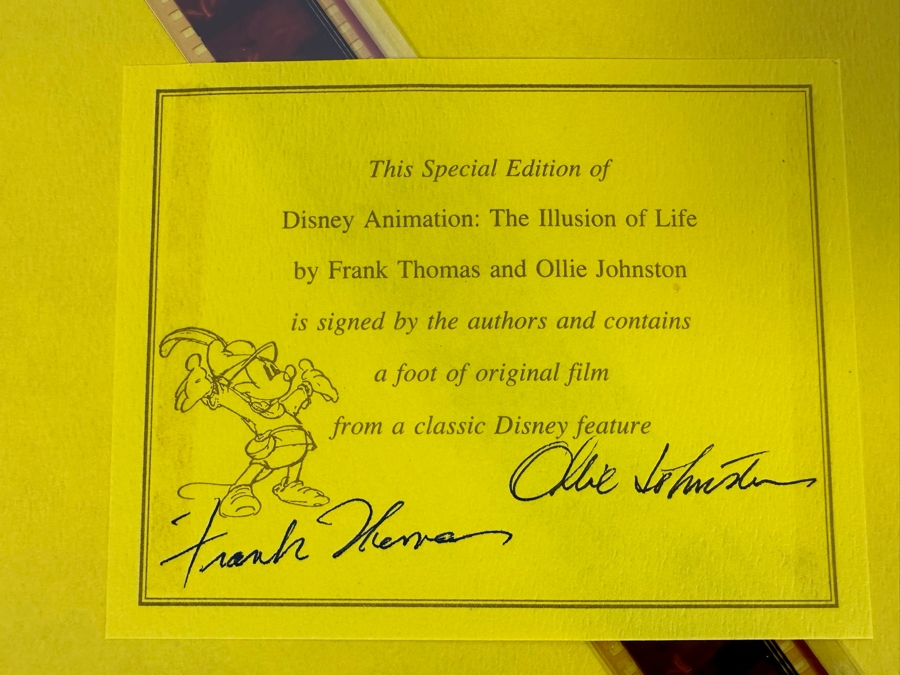 This Special Edition of
Disney Animation: The Illusion of Life
by Frank Thomas and Ollie Johnston
is signed by the authors and contains
a foot of original film
from a classic Disney feature
Ollie Johnston
Frank Thomas